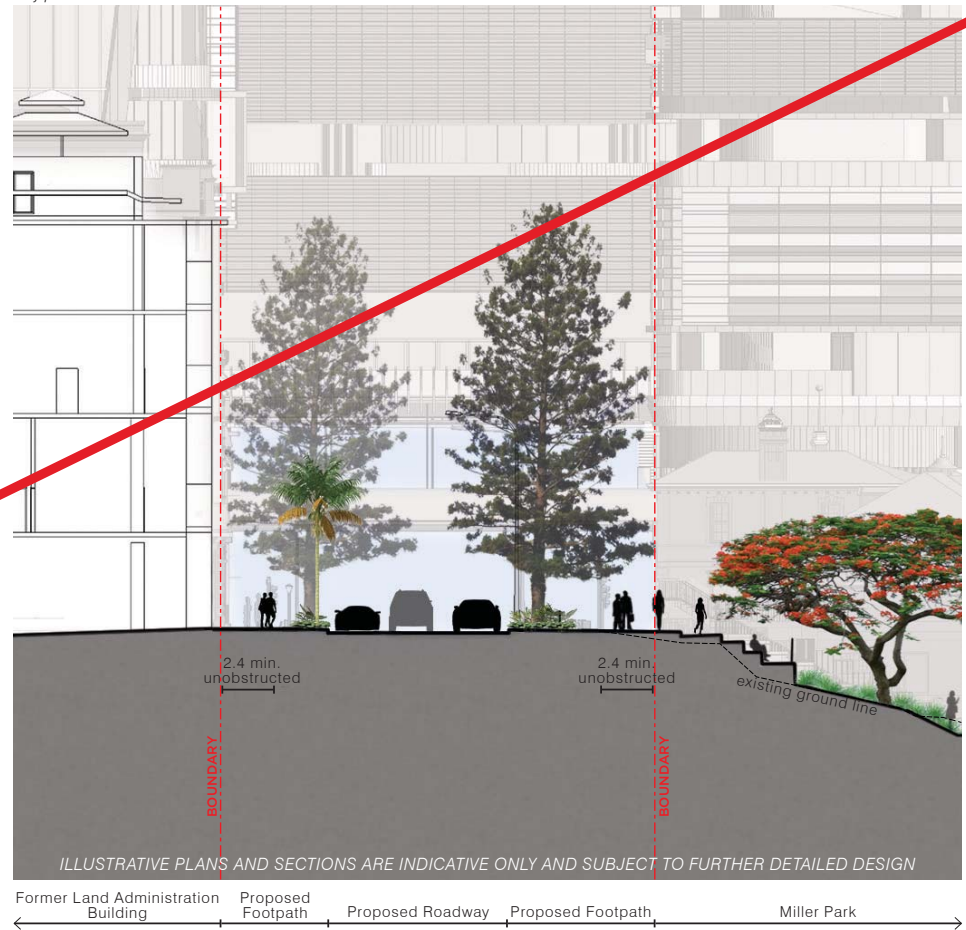 2.4 min.
unobstructed
2.4 min.
unobstructed
existing ground line
BOUNDARY
BOUNDARY
ILLUSTRATIVE PLANS AND SECTIONS ARE INDICATIVE ONLY AND SUBJECT TO FURTHER DETAILED DESIGN
Former Land Administration
Building
Proposed
Footpath
Proposed Roadway
Proposed Footpath
Miller Park